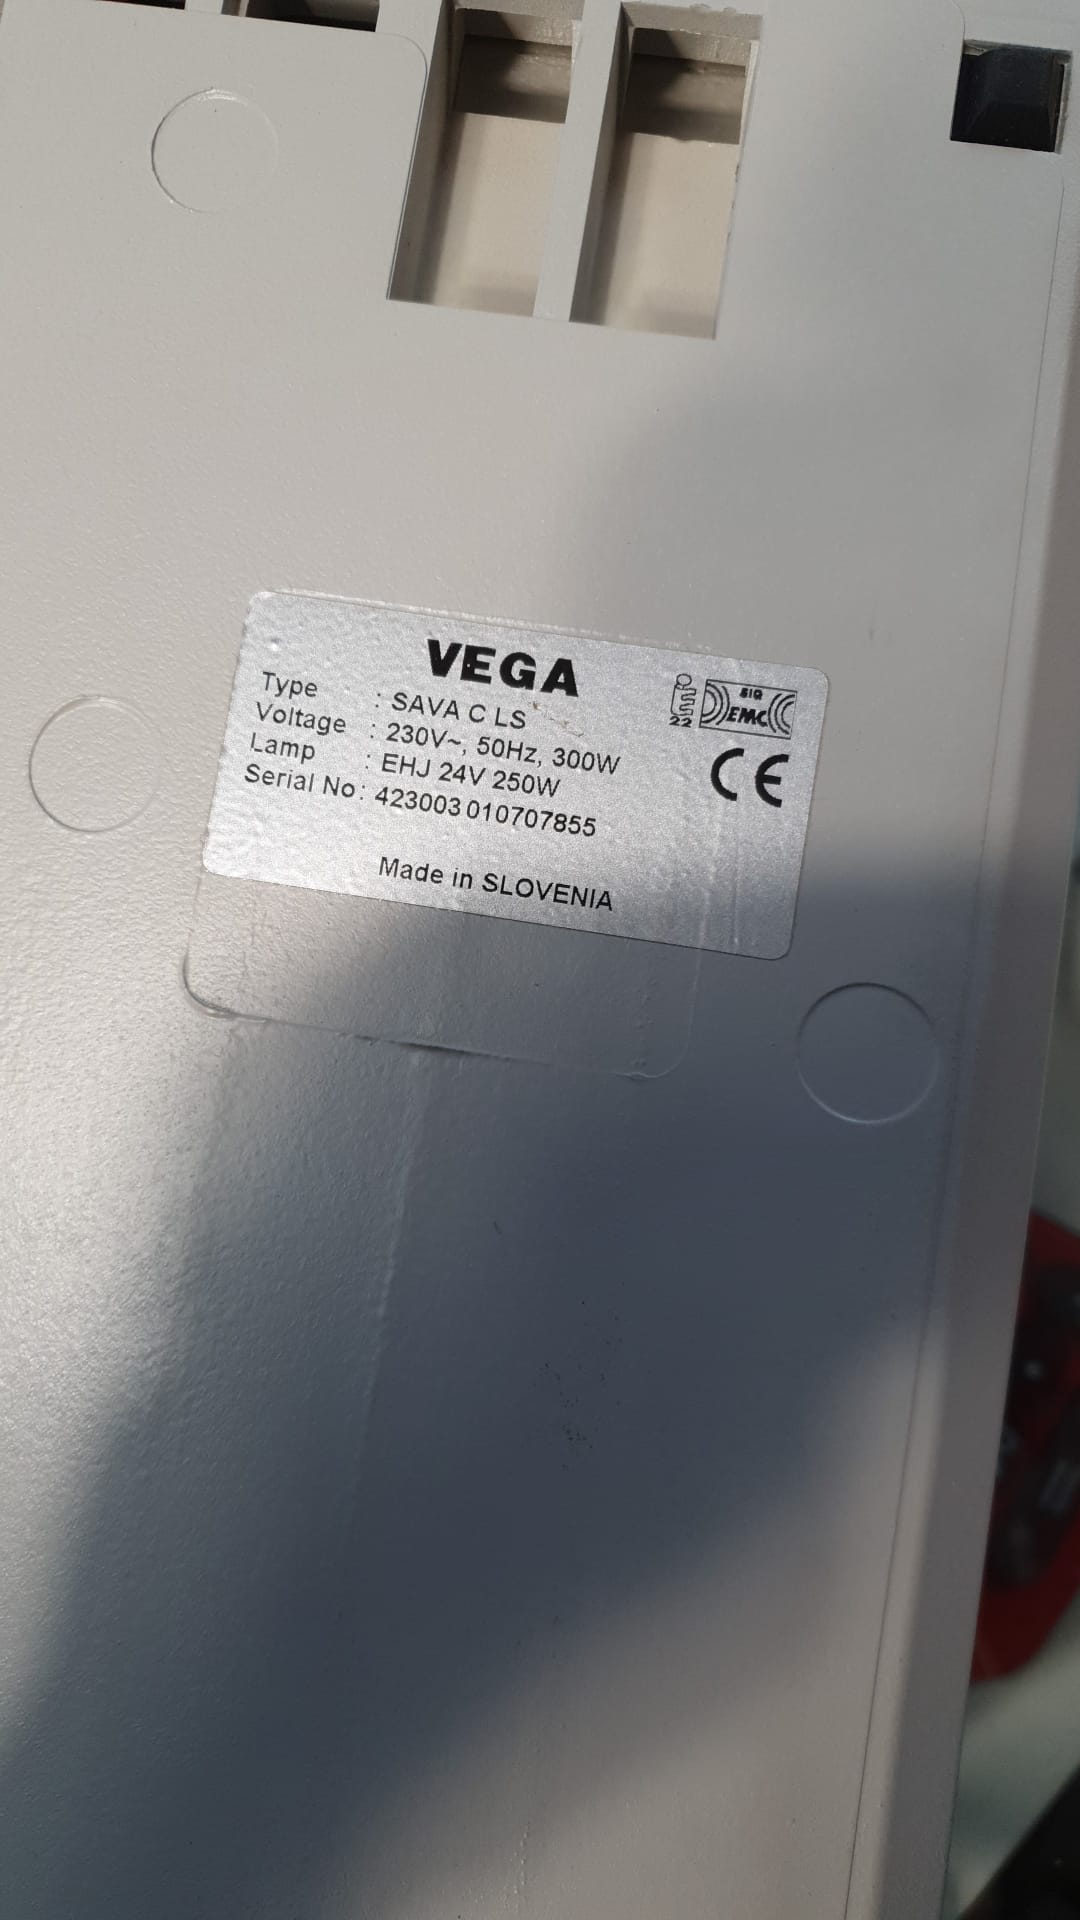 VEGA
Type : SAVA C LS
Voltage : 230V~, 50Hz, 300W
Lamp : EHJ 24V 250W
Serial No: 423003 010707855
Made in SLOVENIA
SIQ
EMC
22
CE